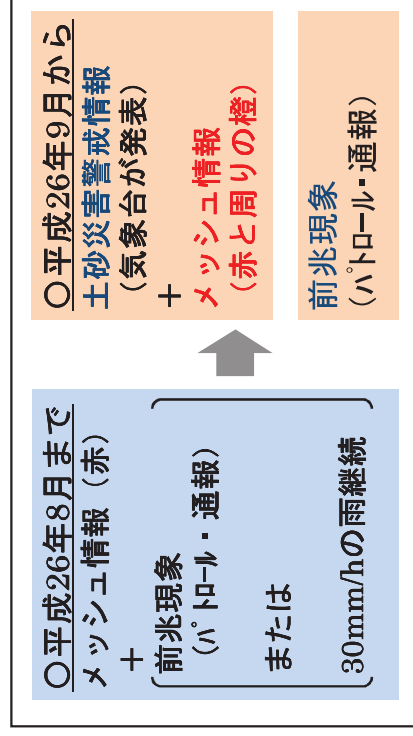 〇平成26年8月まで
メッシュ情報（赤）
＋
前兆現象
（パトロール・通報）
または
30mm/hの雨継続
〇平成26年9月から
土砂災害警戒情報
（気象台が発表）
＋
メッシュ情報
（赤と周りの橙）
前兆現象
（パトロール・通報）